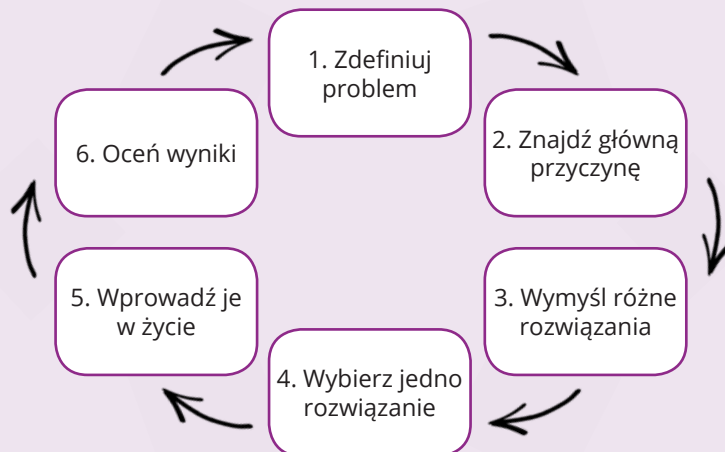 1. Zdefiniuj
problem
2. Znajdź główną
przyczynę
3. Wymyśl różne
rozwiązania
4. Wybierz jedno
rozwiązanie
5. Wprowadź je
w życie
6. Oceń wyniki